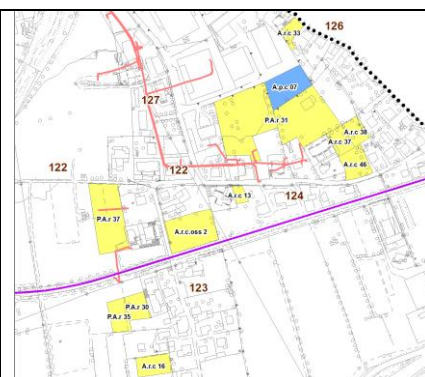 A.r.c 33
126
A.p.c 07
127
P.A.r 31
A.r.c 38
A.r.c 37
A.r.c 46
122
122
124
A.r.c 13
P.A.r 37
A.r.c.oss 2
123
P.A.r 30
P.A.r 35
A.r.c 16